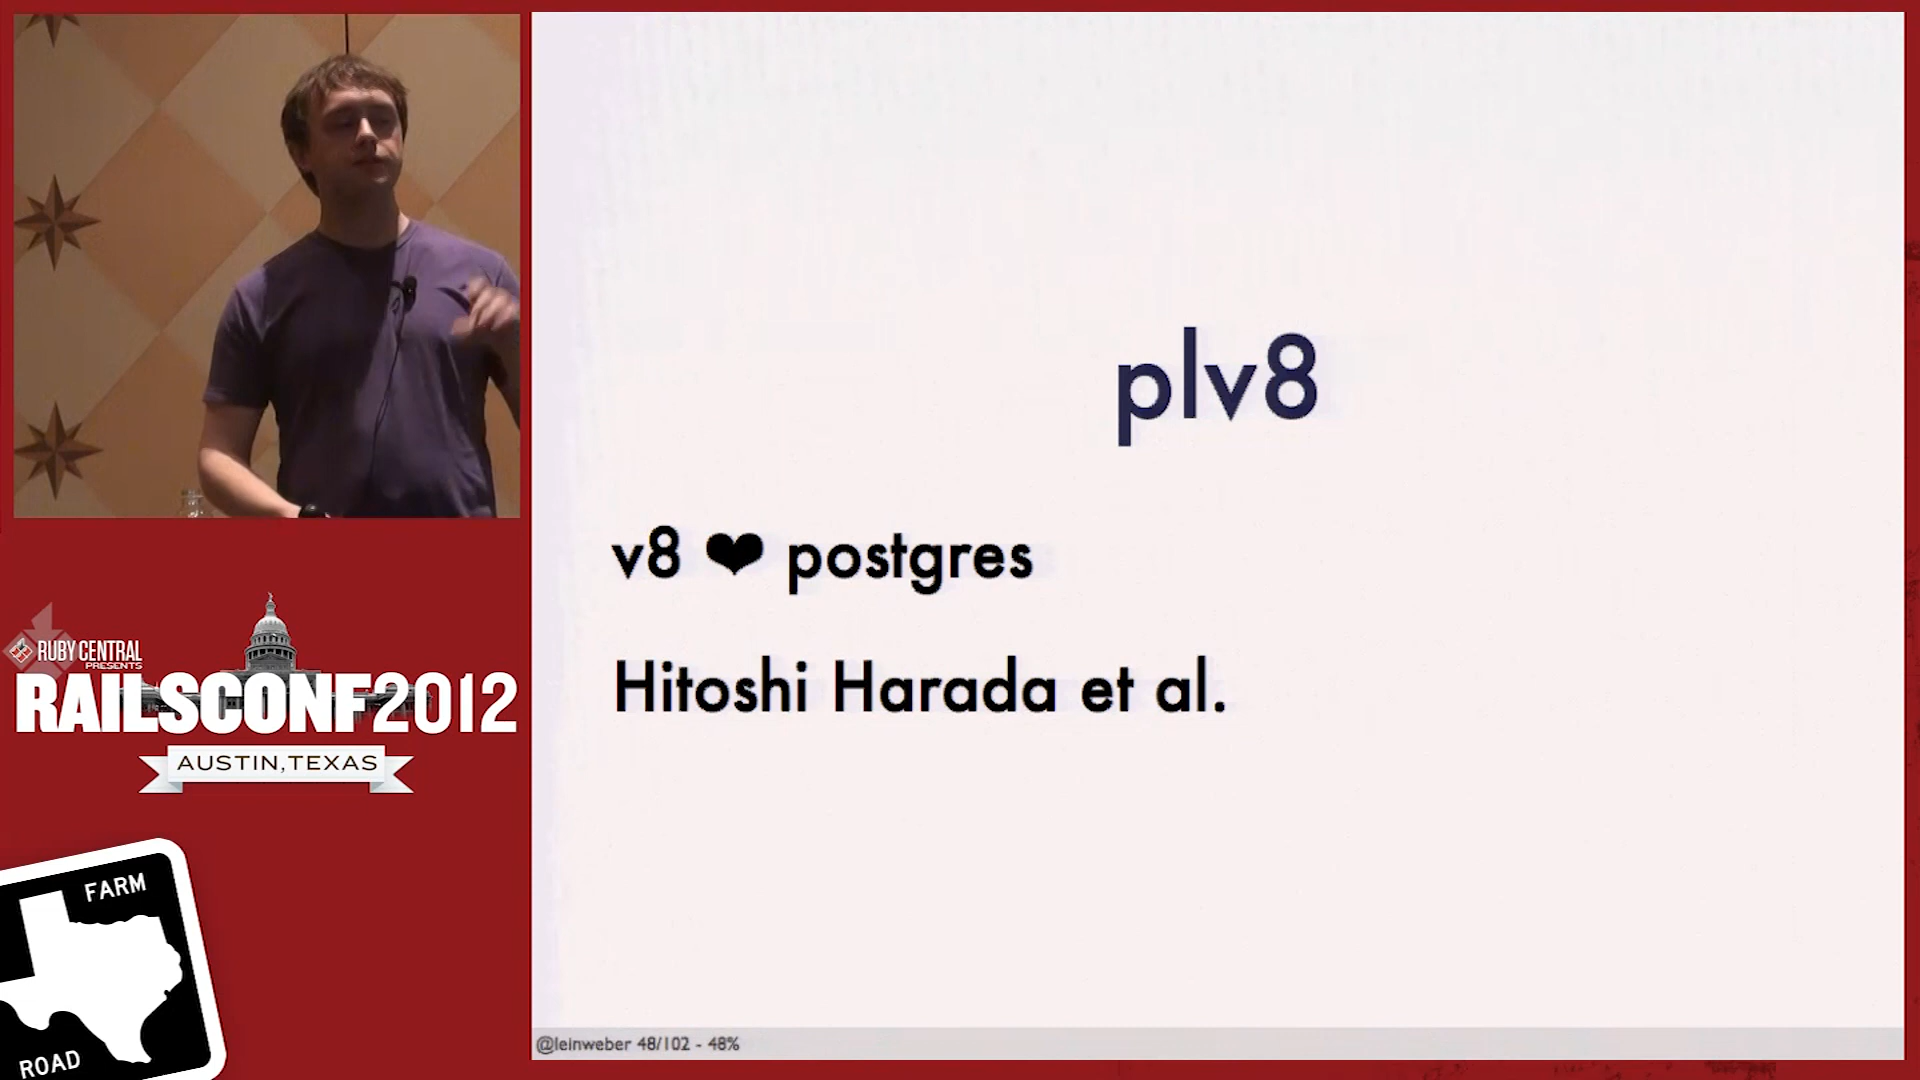 plv8
v8 ❤ postgres
Hitoshi Harada et al.
@leinweber 48/102 - 48%
RUBY CENTRAL
PRESENTS
RAILSCONF2012
AUSTIN, TEXAS
FARM
ROAD